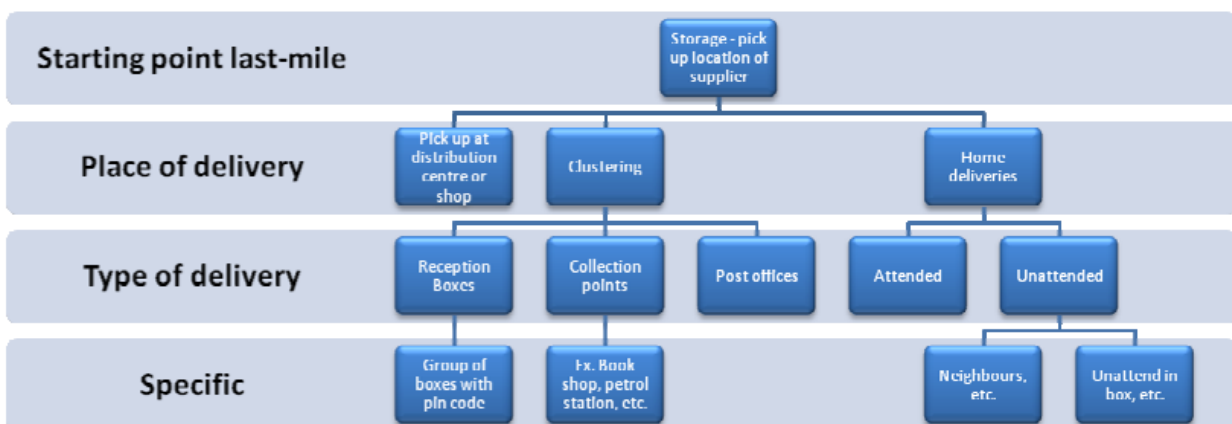 Starting point last-mile
Storage - pick
up location of
supplier
Place of delivery
Pick up at
distribution
centre or
shop
Clustering
Home
deliveries
Type of delivery
Reception
Boxes
Collection
points
Post offices
Attended
Unattended
Specific
Group of
boxes with
pin code
Ex. Book
shop, petrol
station, etc.
Neighbours,
etc.
Unattend in
box, etc.